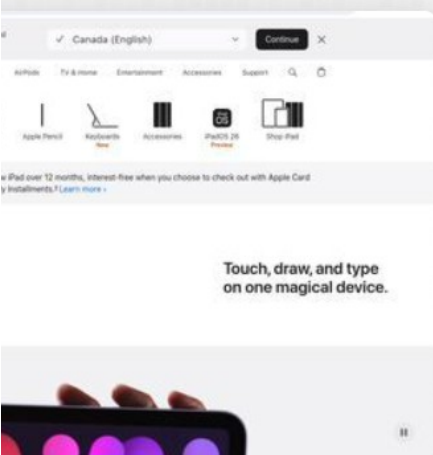 ✓ Canada (English)
Continue
AirPods TV & Home Entertainment Accessories Support
Apple Pencil Keyboards Accessories iPadOS 26 Shop iPad
New Preview
iPad over 12 months, interest-free when you choose to check out with Apple Card
Installments. Learn more ›
Touch, draw, and type
on one magical device.